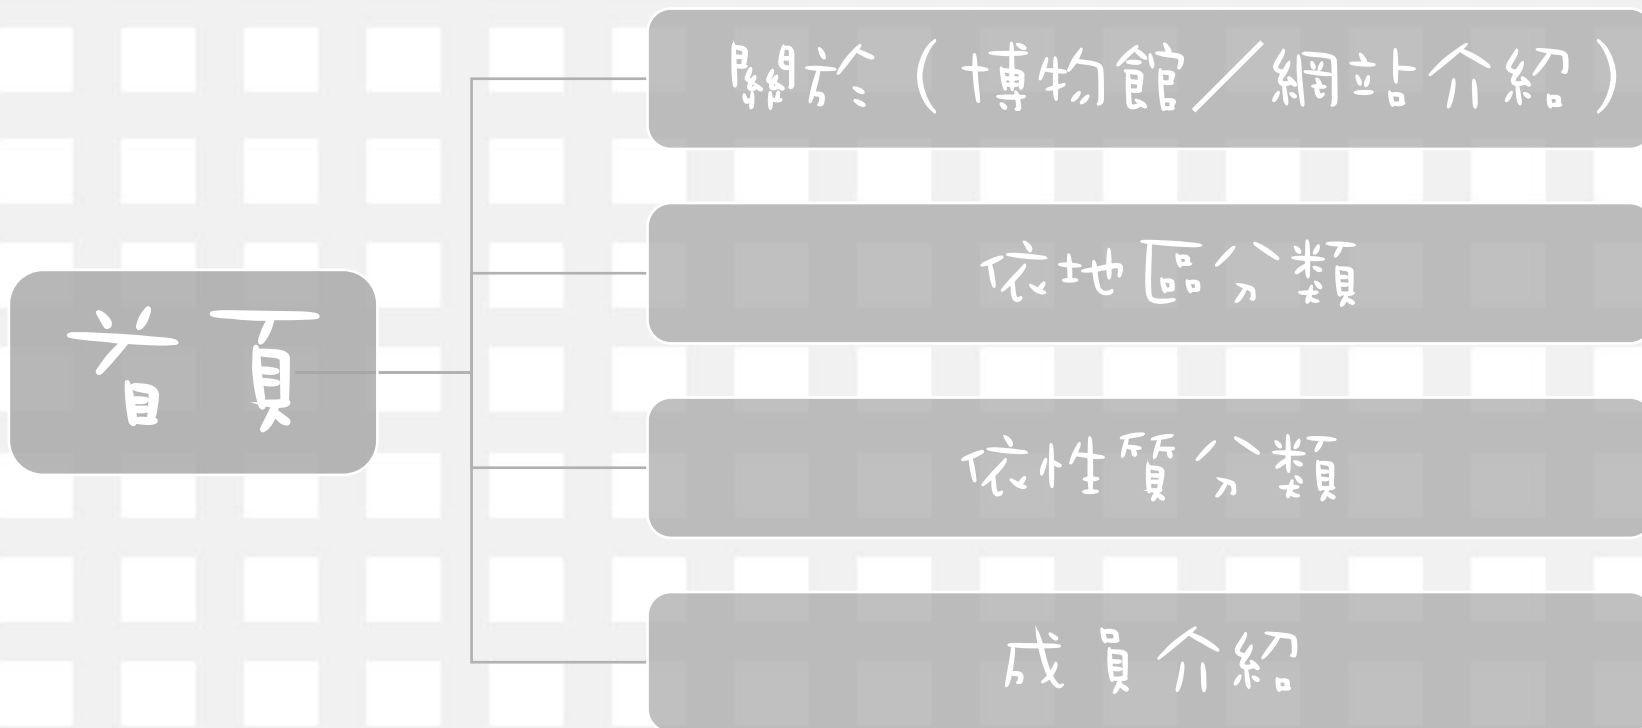 首頁
關於（博物館／網站介紹）
依地區分類
依性質分類
成員介紹